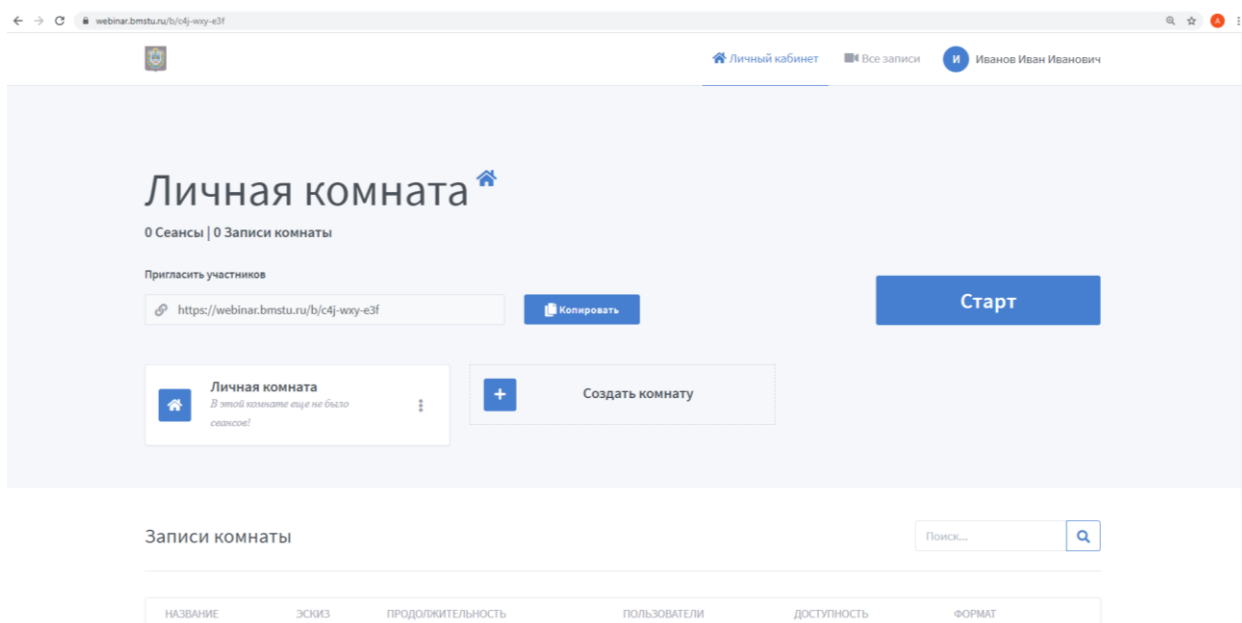 webinar.bmstu.ru/b/c4j-wxy-e3f
А
Личный кабинет
Все записи
И
Иванов Иван Иванович
Личная комната
0 Сеансы | 0 Записи комнаты
Пригласить участников
https://webinar.bmstu.ru/b/c4j-wxy-e3f
Копировать
Старт
Личная комната
В этой комнате еще не было
сеансов!
Создать комнату
Записи комнаты
Поиск...
НАЗВАНИЕ ЭСКИЗ ПРОДОЛЖИТЕЛЬНОСТЬ ПОЛЬЗОВАТЕЛИ ДОСТУПНОСТЬ ФОРМАТ